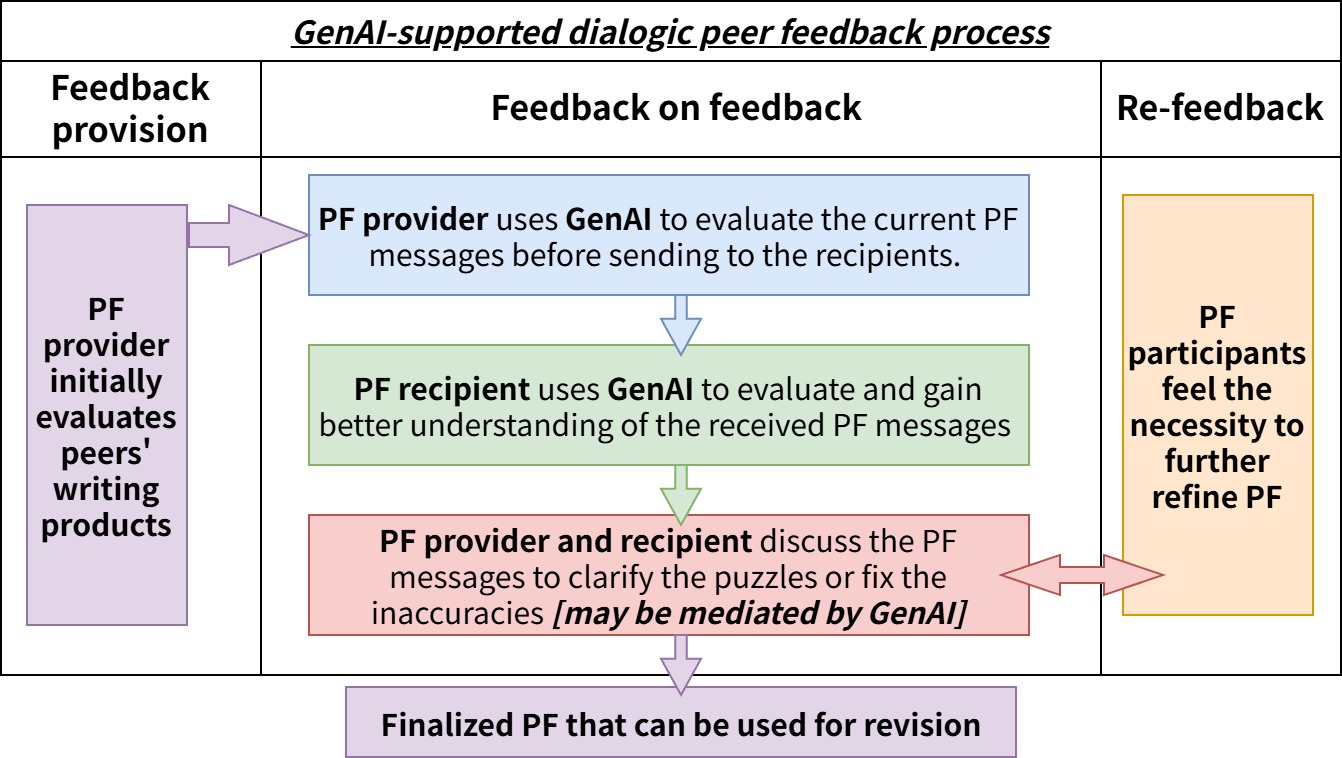 GenAI-supported dialogic peer feedback process
Feedback
provision
Feedback on feedback
Re-feedback
PF
provider
initially
evaluates
peers'
writing
products
PF provider uses GenAI to evaluate the current PF
messages before sending to the recipients.
PF recipient uses GenAI to evaluate and gain
better understanding of the received PF messages
PF provider and recipient discuss the PF
messages to clarify the puzzles or fix the
inaccuracies [may be mediated by GenAI]
PF
participants
feel the
necessity to
further
refine PF
Finalized PF that can be used for revision